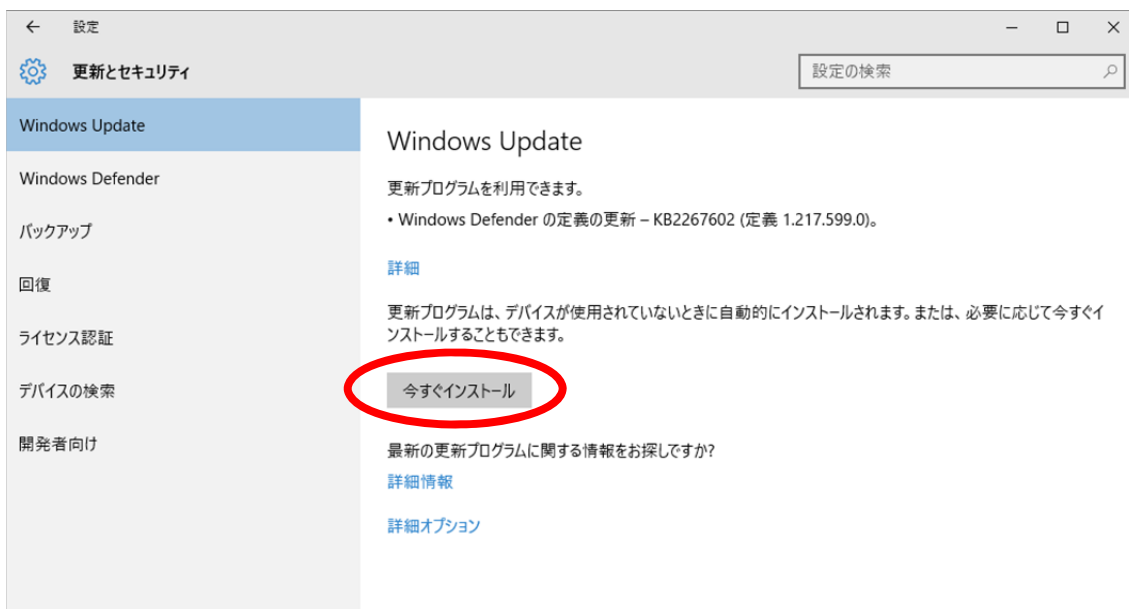 設定
更新とセキュリティ
設定の検索
Windows Update
Windows Defender
バックアップ
回復
ライセンス認証
デバイスの検索
開発者向け
Windows Update
更新プログラムを利用できます。
• Windows Defender の定義の更新 – KB2267602 (定義 1.217.599.0)。
詳細
更新プログラムは、デバイスが使用されていないときに自動的にインストールされます。または、必要に応じて今すぐイ
ンストールすることもできます。
今すぐインストール
最新の更新プログラムに関する情報をお探しですか?
詳細情報
詳細オプション